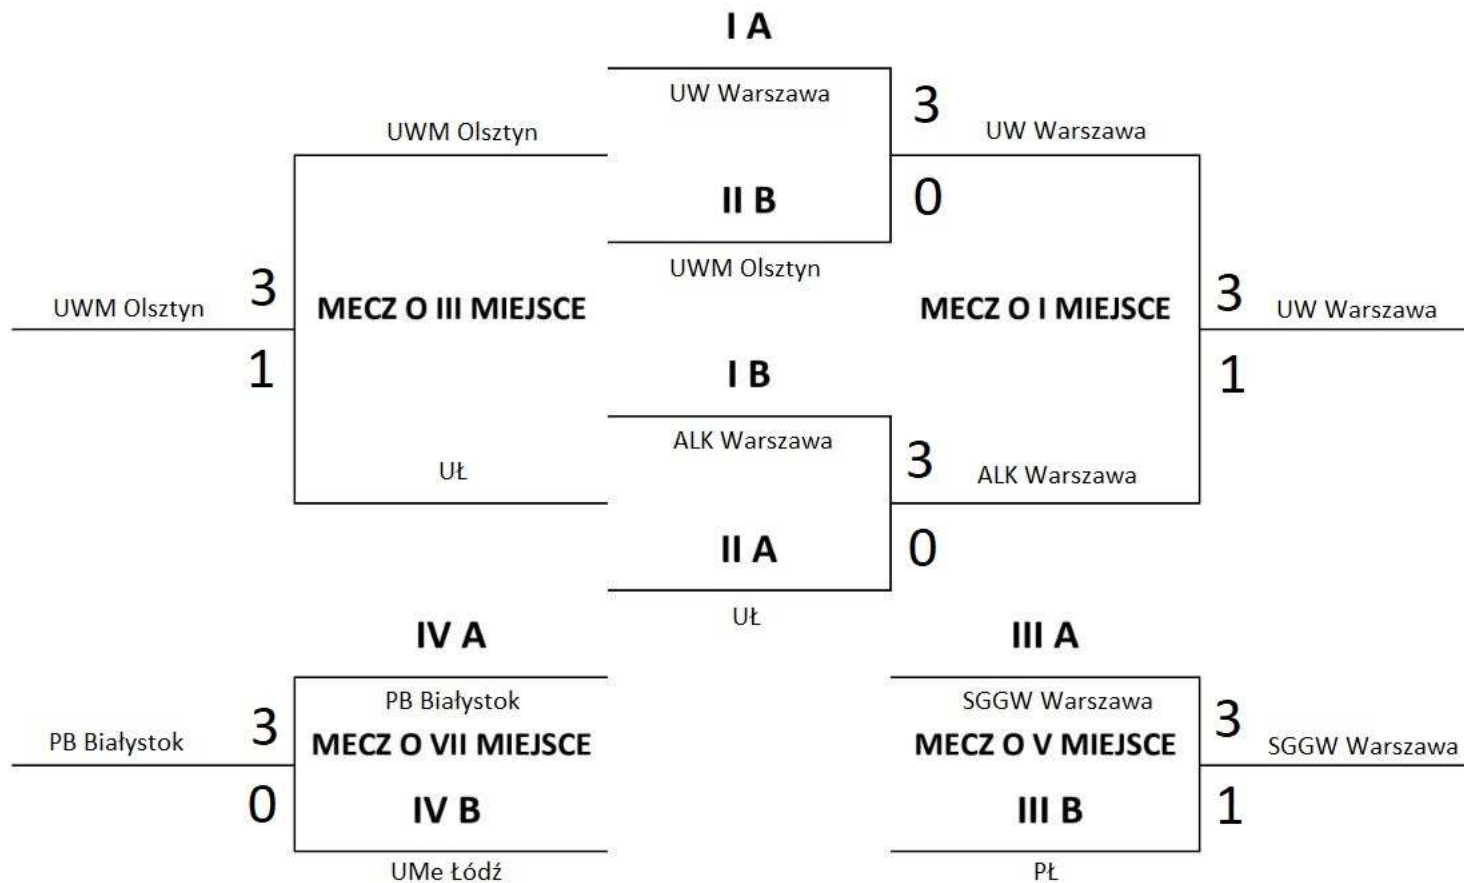 I A
UW Warszawa
3
UWM Olsztyn
UW Warszawa
II B
0
UWM Olsztyn
3
UWM Olsztyn
MECZ O III MIEJSCE
MECZ O I MIEJSCE
3
UW Warszawa
1
I B
1
ALK Warszawa
3
UŁ
ALK Warszawa
II A
0
UŁ
IV A
III A
PB Białystok
SGGW Warszawa
3
PB Białystok
MECZ O VII MIEJSCE
MECZ O V MIEJSCE
3
SGGW Warszawa
0
IV B
III B
1
UMe Łódź
PŁ